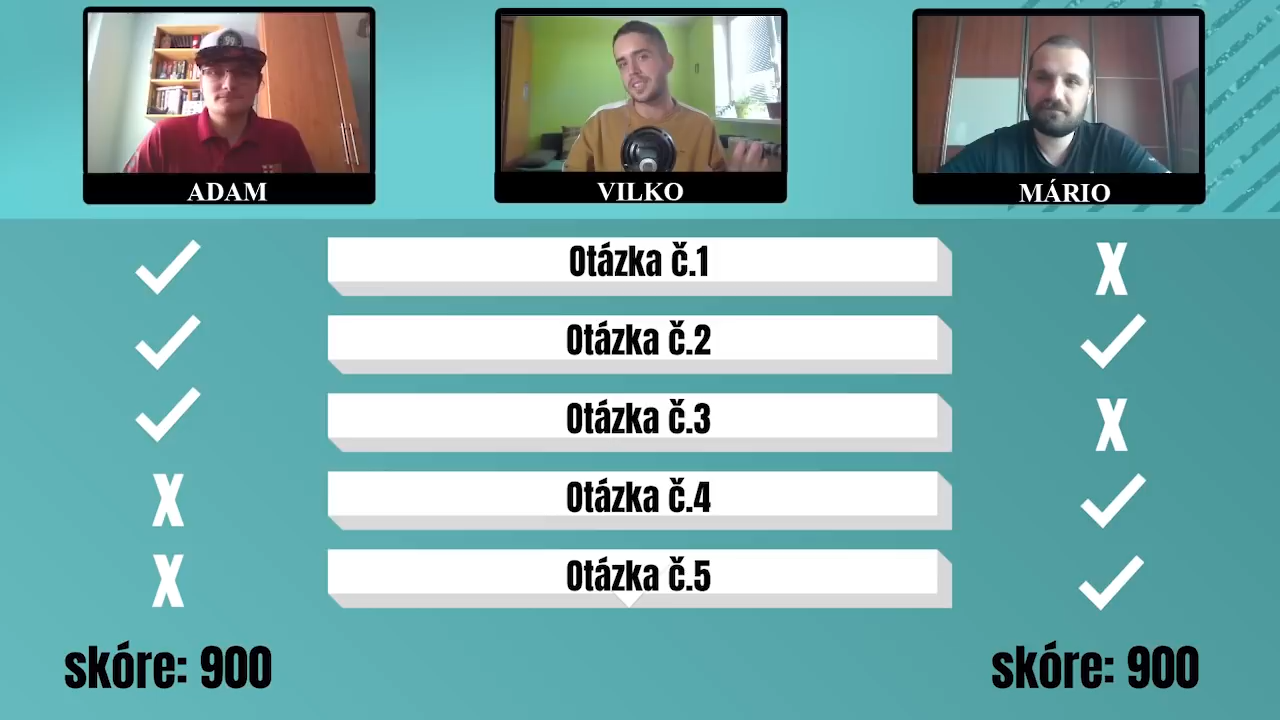 ADAM
VILKO
MÁRIO
Otázka č.1
X
Otázka č.2
Otázka č.3
X
X
Otázka č.4
X
Otázka č.5
skóre: 900
skóre: 900